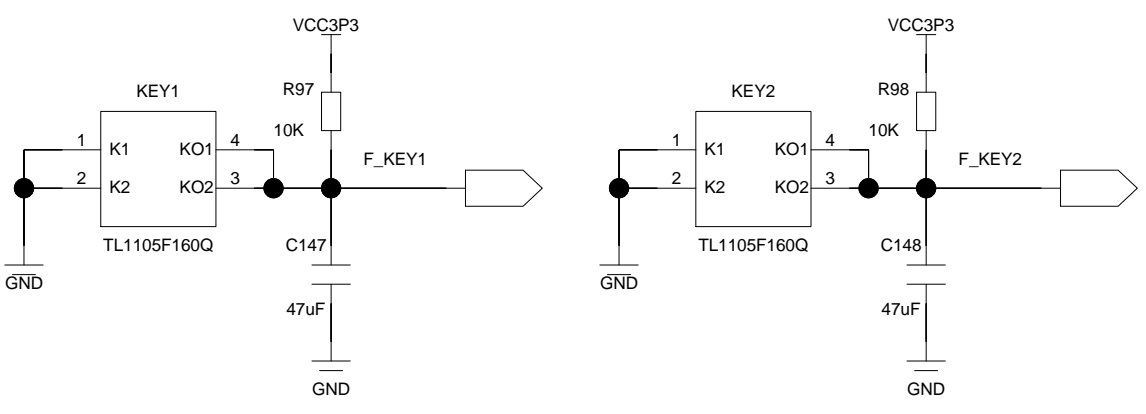 VCC3P3
KEY1
R97
10K
1
K1
KO1
4
F_KEY1
2
K2
KO2
3
TL1105F160Q
C147
GND
47uF
GND
VCC3P3
KEY2
R98
10K
1
K1
KO1
4
F_KEY2
2
K2
KO2
3
TL1105F160Q
C148
GND
47uF
GND